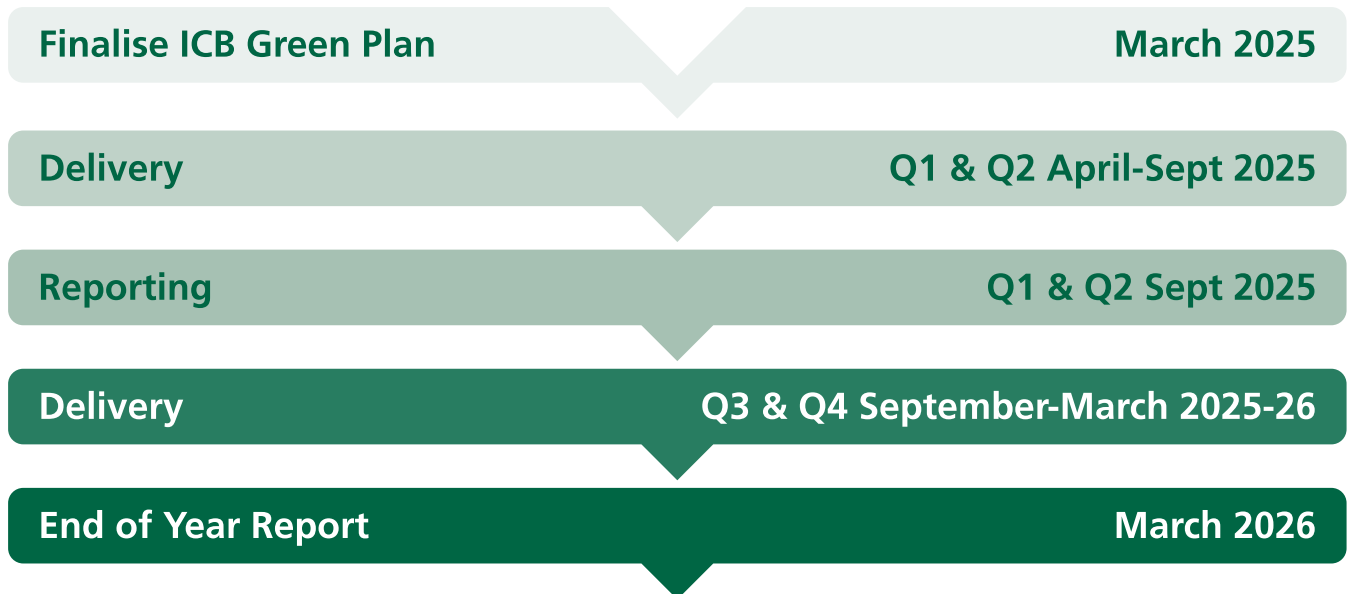 Finalise ICB Green Plan March 2025
Delivery Q1 & Q2 April-Sept 2025
Reporting Q1 & Q2 Sept 2025
Delivery Q3 & Q4 September-March 2025-26
End of Year Report March 2026